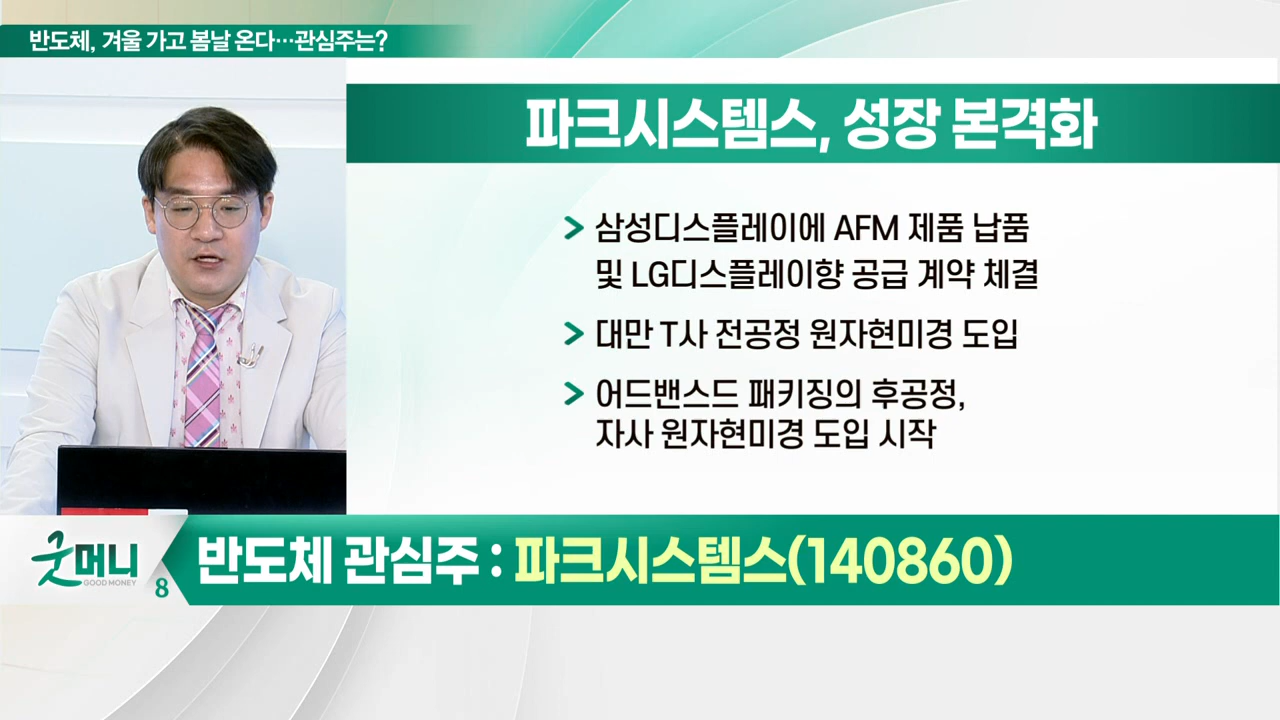 반도체, 겨울 가고 봄날 온다…관심주는?
파크시스템스, 성장 본격화
> 삼성디스플레이에 AFM 제품 납품
및 LG디스플레이향 공급 계약 체결
> 대만 T사 전공정 원자현미경 도입
> 어드밴스드 패키징의 후공정,
자사 원자현미경 도입 시작
굿머니
GOOD MONEY
8
반도체 관심주 : 파크시스템스(140860)